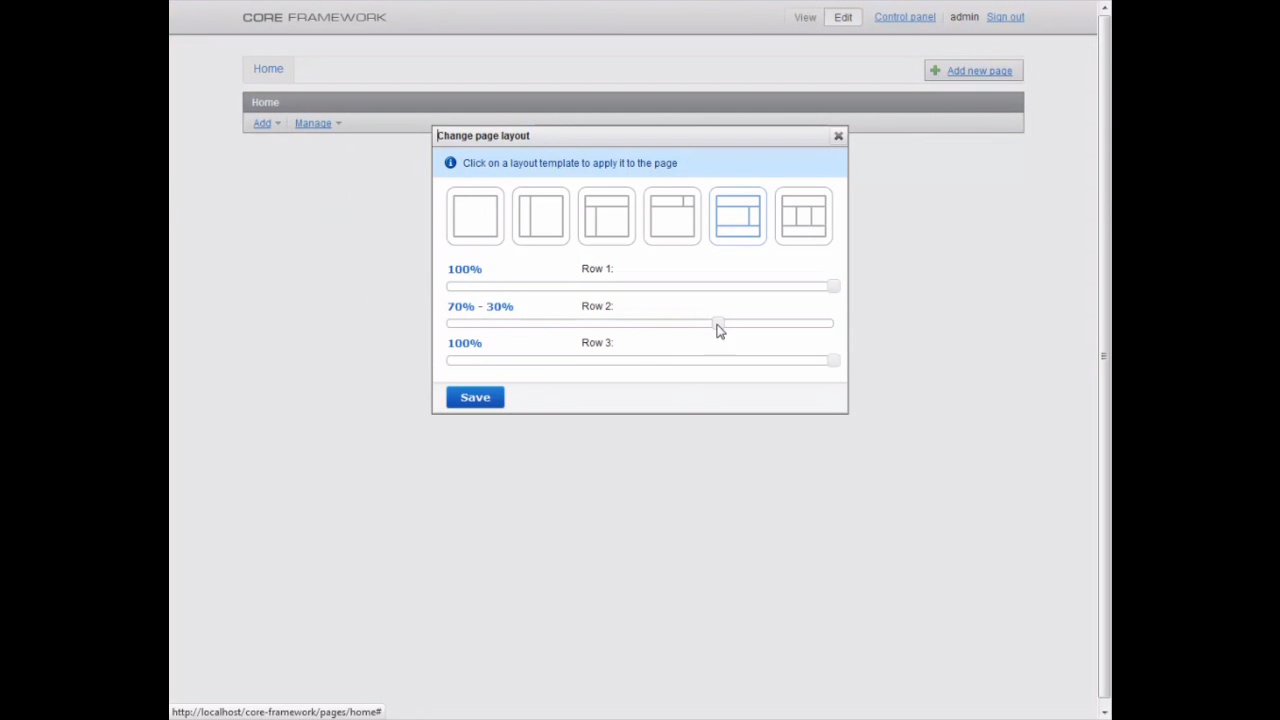 CORE FRAMEWORK
View Edit Control panel admin Sign out
Home
Add new page
Home
Add Manage
Change page layout
Click on a layout template to apply it to the page
100% Row 1:
70% - 30% Row 2:
100% Row 3:
Save
http://localhost/core-framework/pages/home#